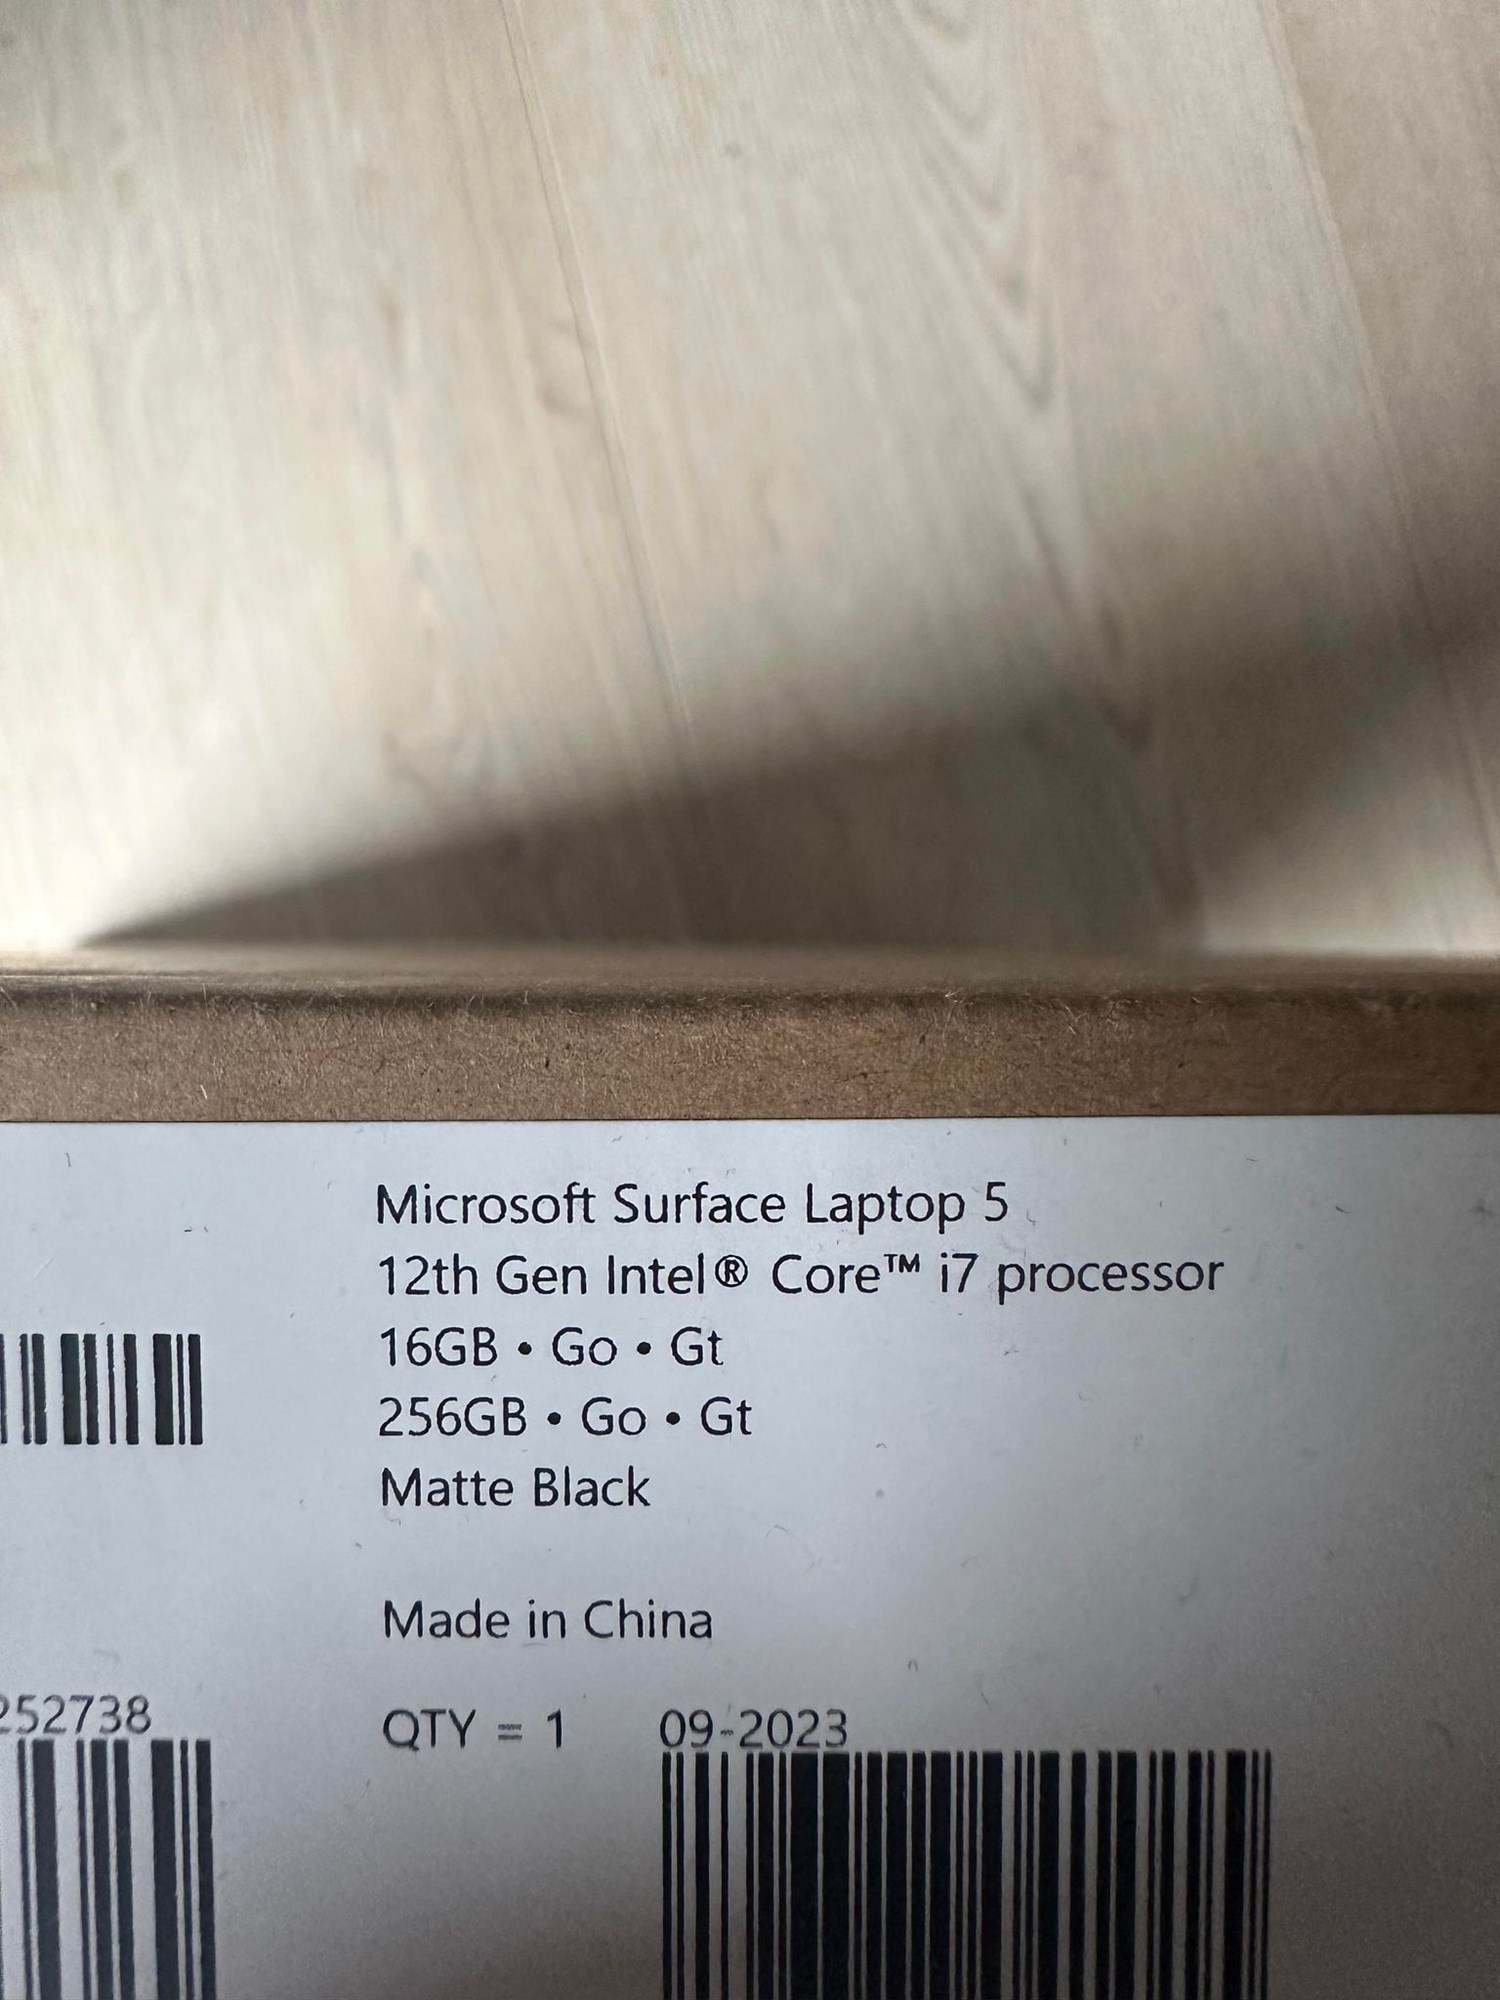 Microsoft Surface Laptop 5
12th Gen Intel® Core™ i7 processor
16GB • Go • Gt
256GB • Go • Gt
Matte Black
Made in China
252738
QTY = 1
09-2023